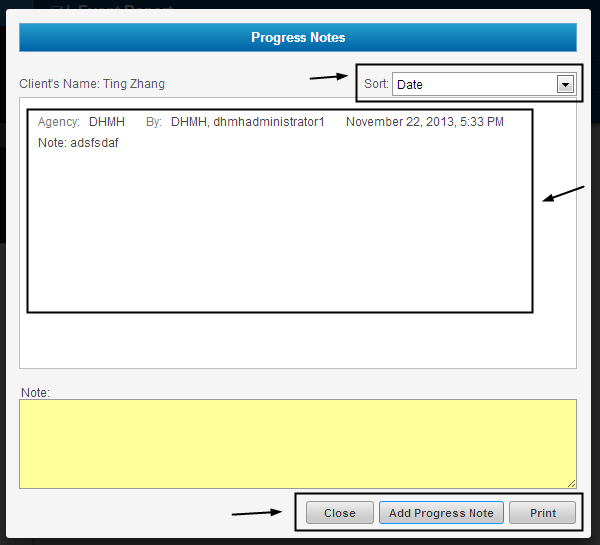 Progress Notes
Client's Name: Ting Zhang
Sort: Date
Agency: DHMH By: DHMH, dhmhadministrator1 November 22, 2013, 5:33 PM
Note: adsfsdaf
Note:
Close Add Progress Note Print